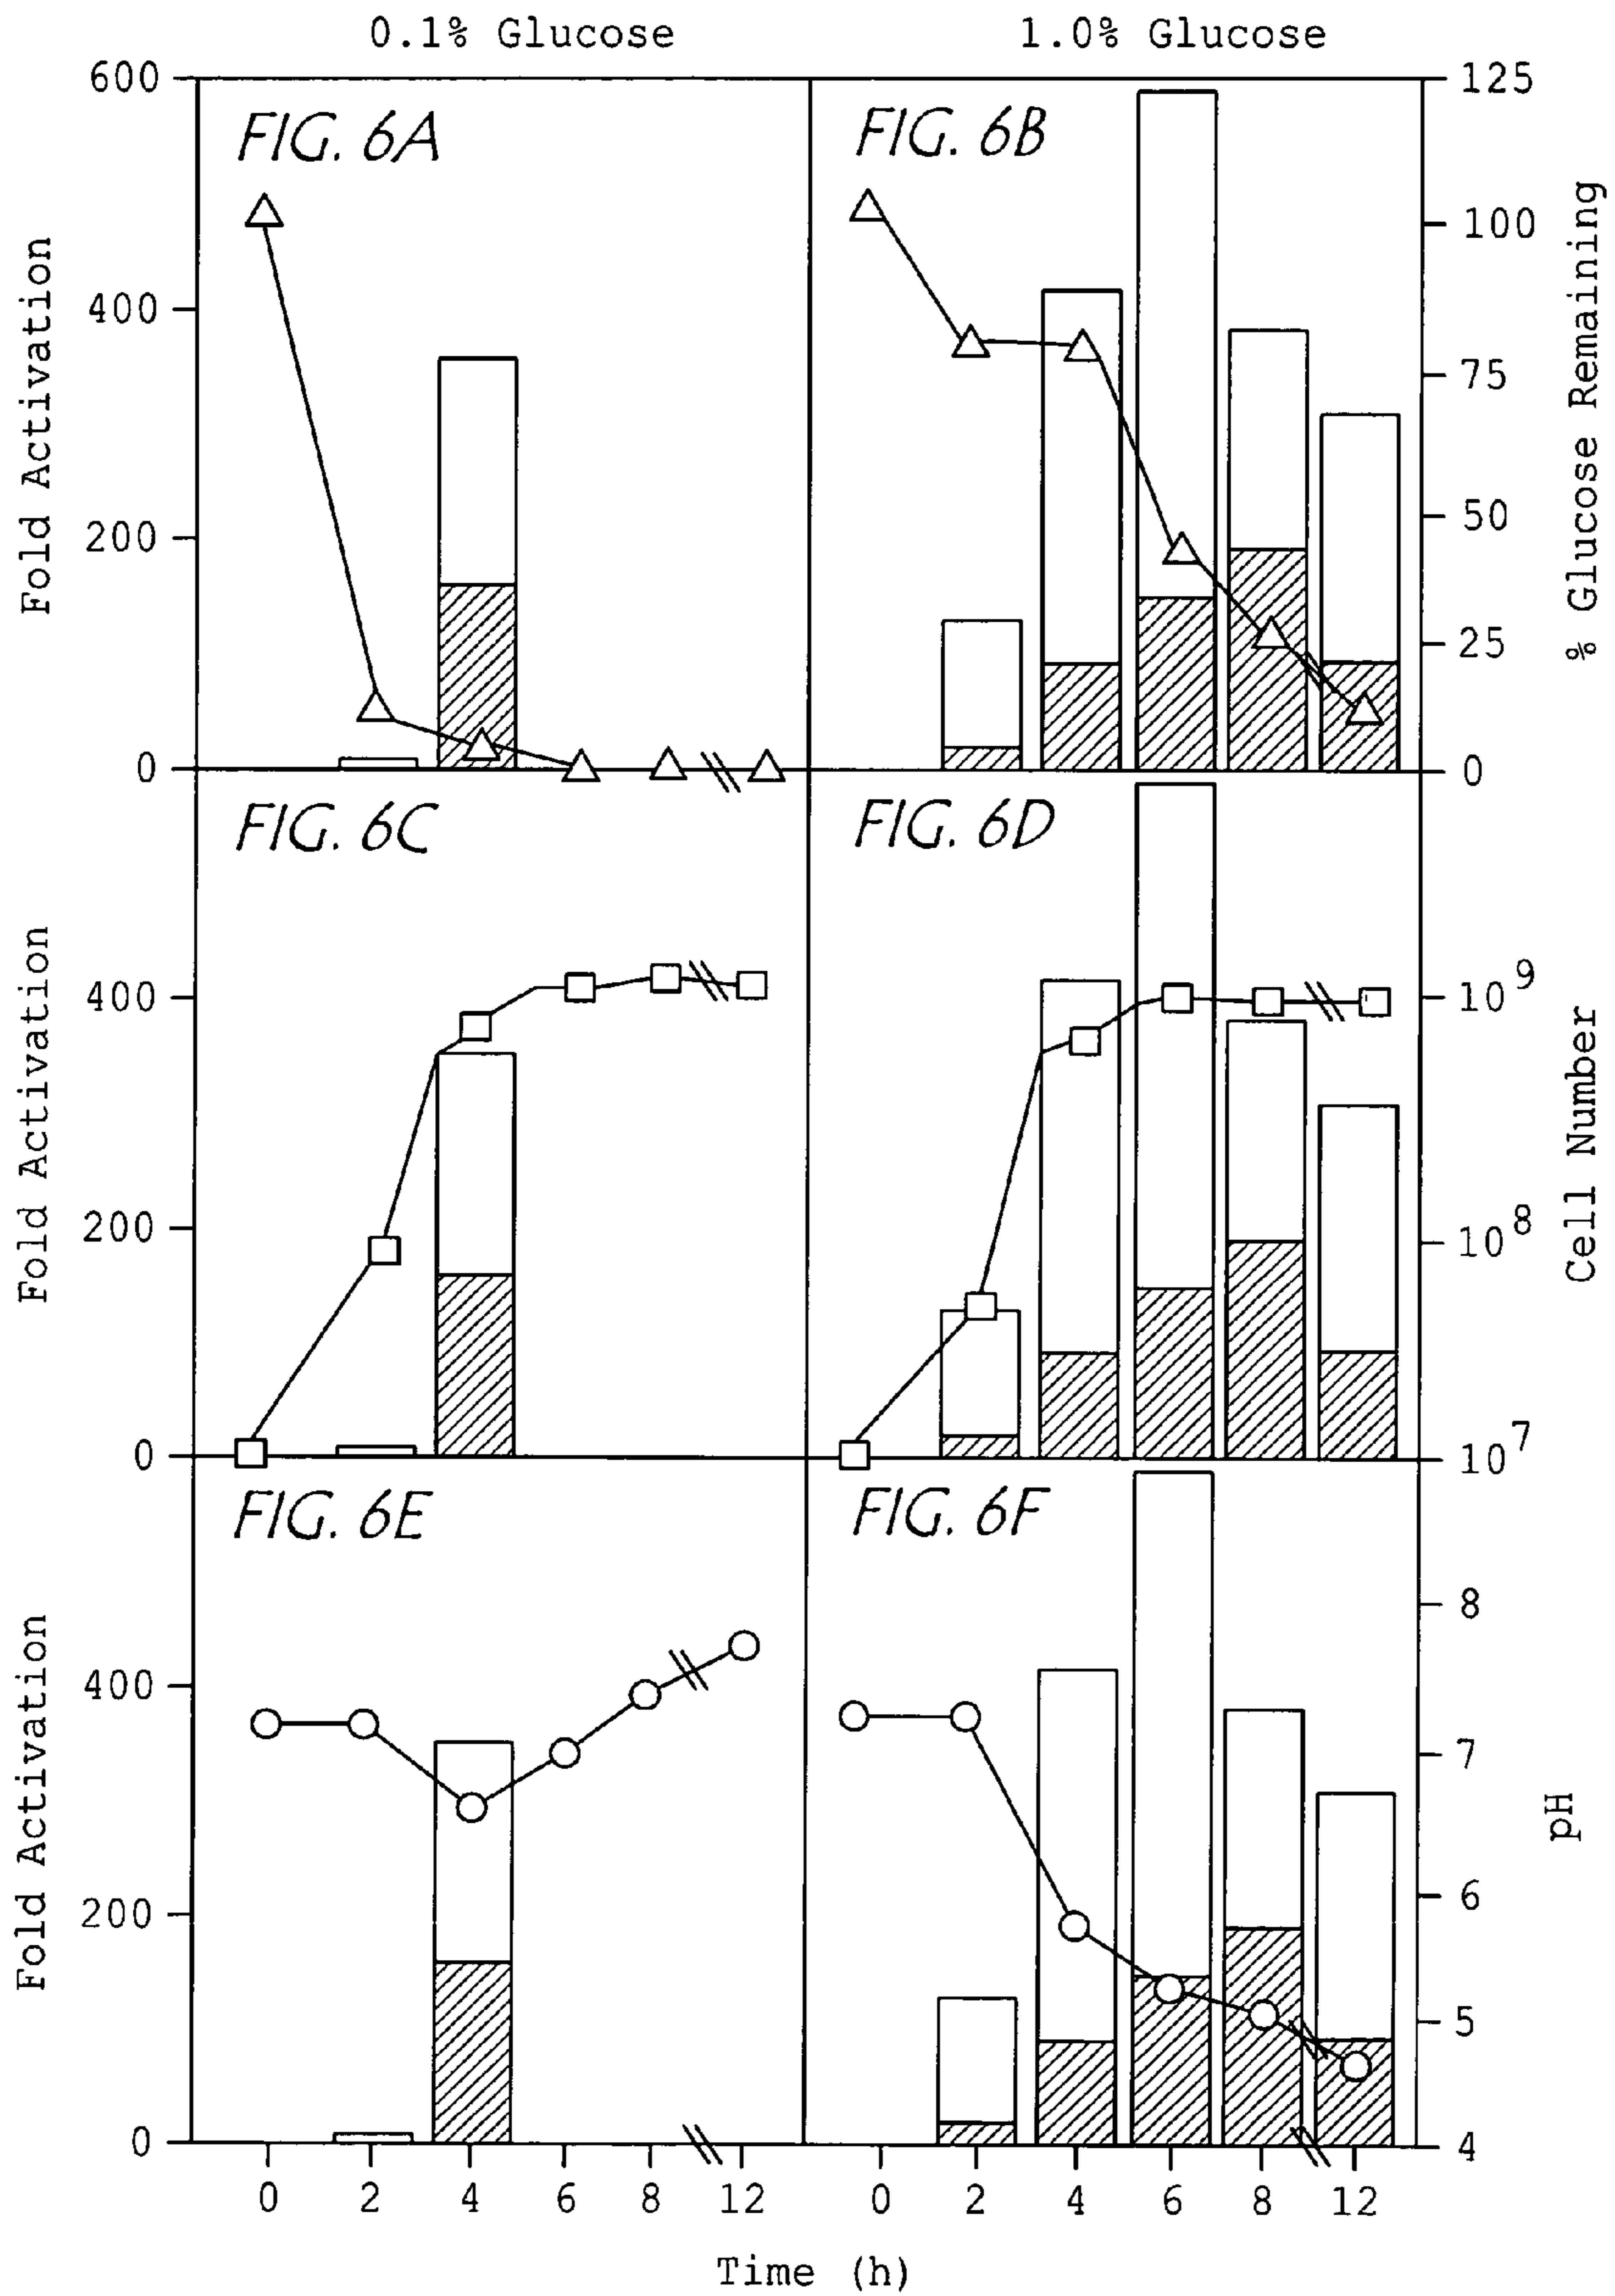 0.1% Glucose
1.0% Glucose
FIG. 6A
FIG. 6B
600
400
200
0
Fold Activation
125
100
75
50
25
0
% Glucose Remaining
FIG. 6C
FIG. 6D
400
200
0
Fold Activation
10^9
10^8
10^7
Cell Number
FIG. 6E
FIG. 6F
400
200
0
Fold Activation
8
7
6
5
4
pH
0 2 4 6 8 12
0 2 4 6 8 12
Time (h)